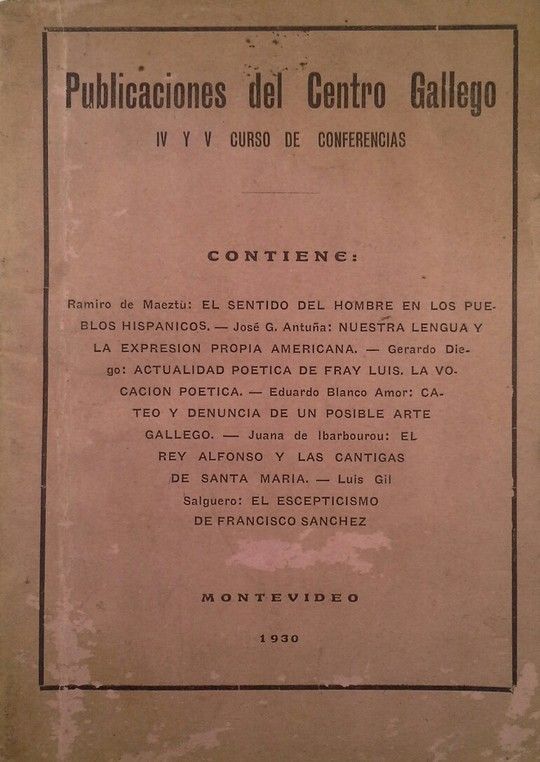 Publicaciones del Centro Gallego
IV Y V CURSO DE CONFERENCIAS
CONTIENE:
Ramiro de Maeztù: EL SENTIDO DEL HOMBRE EN LOS PUE-
BLOS HISPANICOS. — José G. Antuña: NUESTRA LENGUA Y
LA EXPRESION PROPIA AMERICANA. — Gerardo Die-
go: ACTUALIDAD POETICA DE FRAY LUIS. LA VO-
CACION POETICA. — Eduardo Blanco Amor: CA-
TEO Y DENUNCIA DE UN POSIBLE ARTE
GALLEGO. — Juana de Ibarbourou: EL
REY ALFONSO Y LAS CANTIGAS
DE SANTA MARIA. — Luis Gil
Salguero: EL ESCEPTICISMO
DE FRANCISCO SANCHEZ
MONTEVIDEO
1930